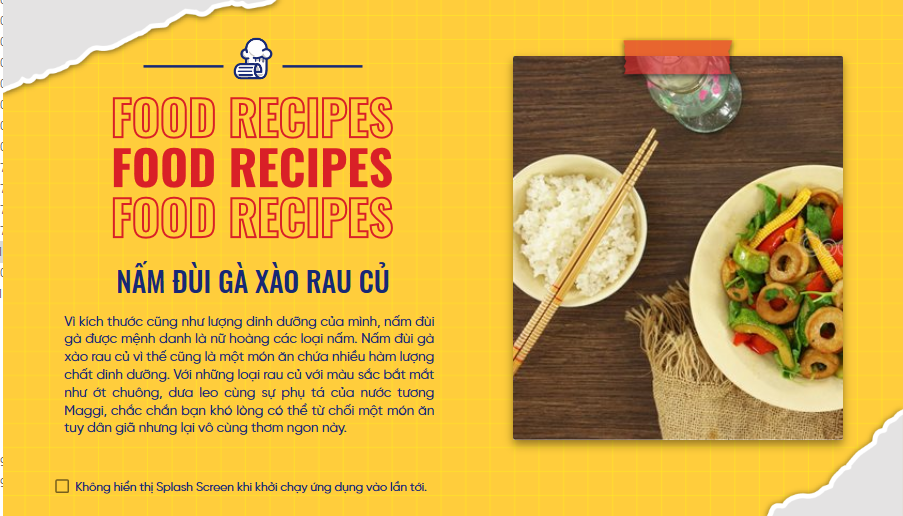 FOOD RECIPES
FOOD RECIPES
FOOD RECIPES
NẤM ĐÙI GÀ XÀO RAU CỦ
Vì kích thước cũng như lượng dinh dưỡng của mình, nấm đùi
gà được mệnh danh là nữ hoàng các loại nấm. Nấm đùi gà
xào rau củ vì thế cũng là một món ăn chứa nhiều hàm lượng
chất dinh dưỡng. Với những loại rau củ với màu sắc bắt mắt
như ớt chuông, dưa leo cùng sự phụ tá của nước tương
Maggi, chắc chắn bạn khó lòng có thể từ chối một món ăn
tuy dân giã nhưng lại vô cùng thơm ngon này.
Không hiển thị Splash Screen khi khởi chạy ứng dụng vào lần tới.